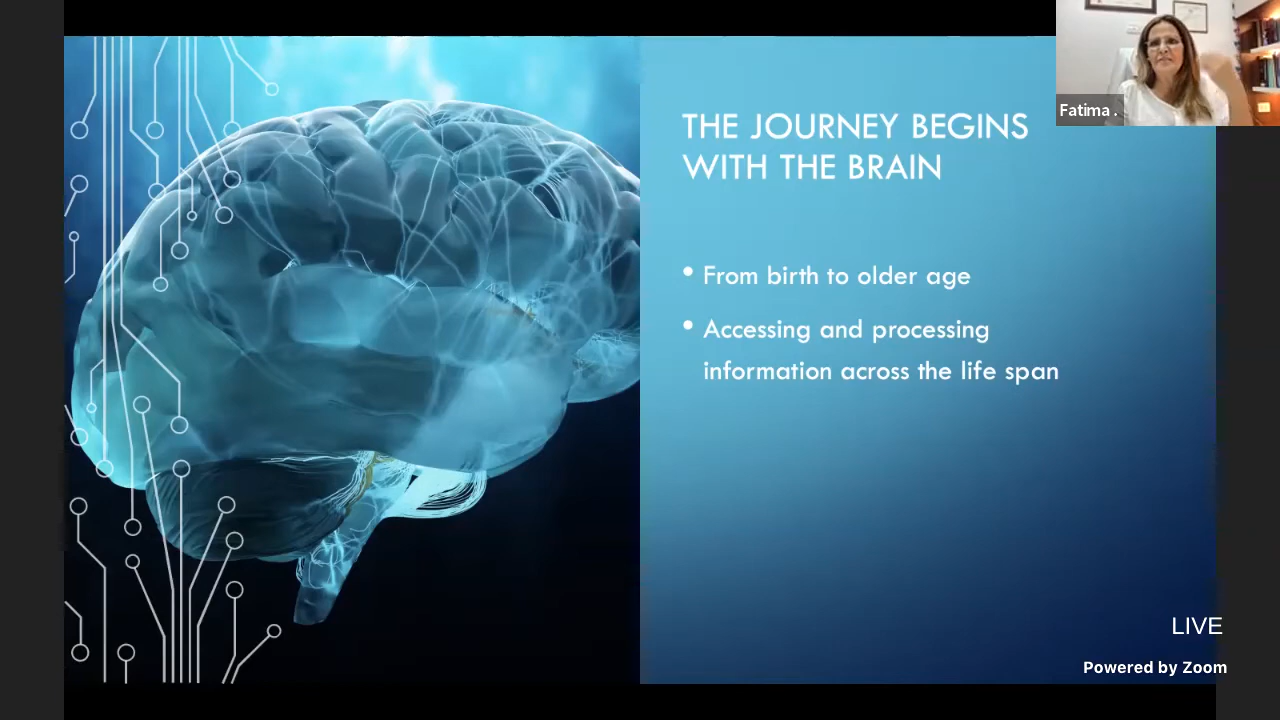 Fatima .
THE JOURNEY BEGINS
WITH THE BRAIN
• From birth to older age
• Accessing and processing
information across the life span
LIVE
Powered by Zoom